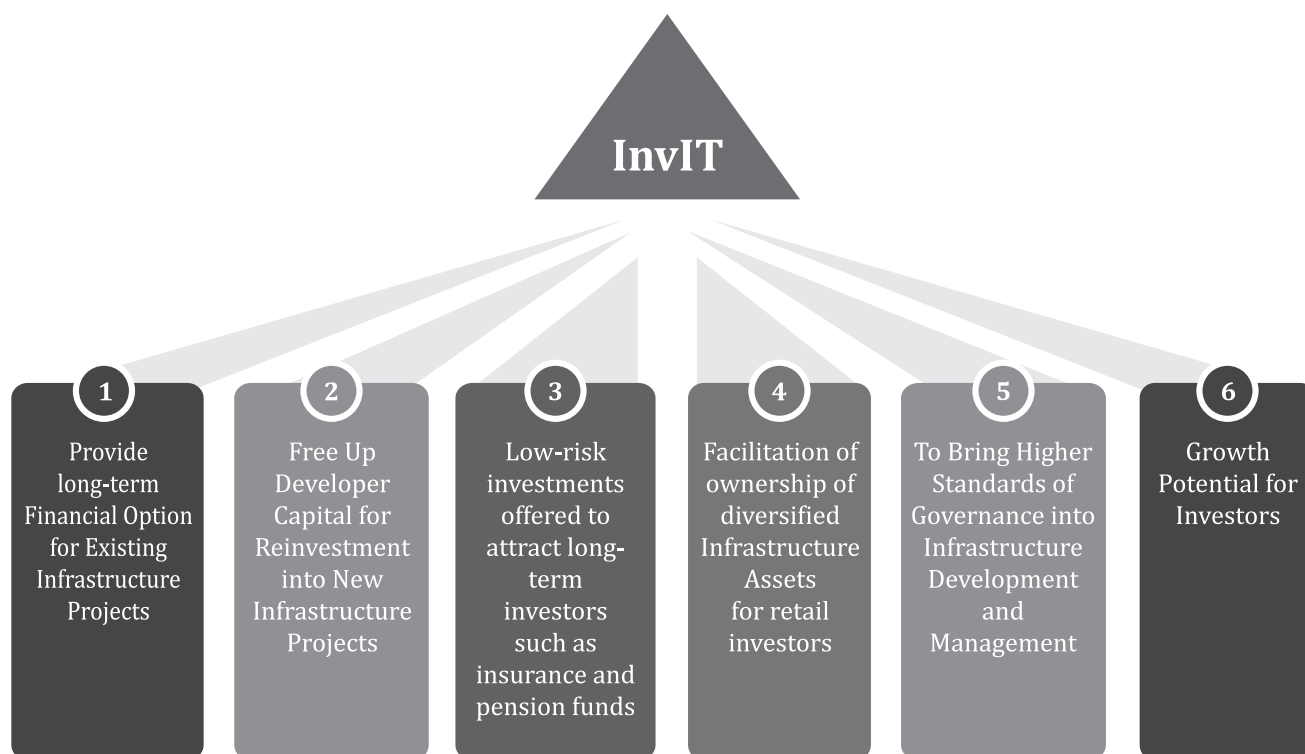 InvIT
1
Provide
long-term
Financial Option
for Existing
Infrastructure
Projects
2
Free Up
Developer
Capital for
Reinvestment
into New
Infrastructure
Projects
3
Low-risk
investments
offered to
attract long-
term
investors
such as
insurance and
pension funds
4
Facilitation of
ownership of
diversified
Infrastructure
Assets
for retail
investors
5
To Bring Higher
Standards of
Governance into
Infrastructure
Development
and
Management
6
Growth
Potential for
Investors